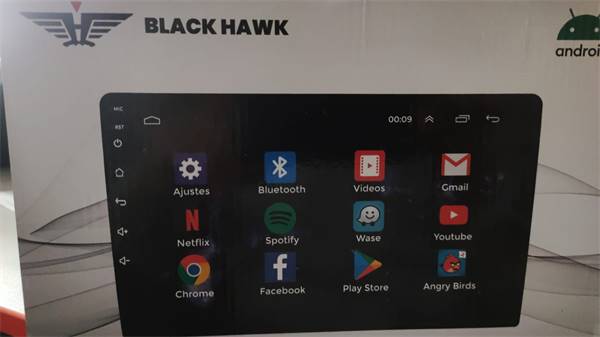 BLACK HAWK
android
MIC
00:09
RST
Ajustes
Bluetooth
Videos
Gmail
Netflix
Spotify
Wase
Youtube
Chrome
Facebook
Play Store
Angry Birds